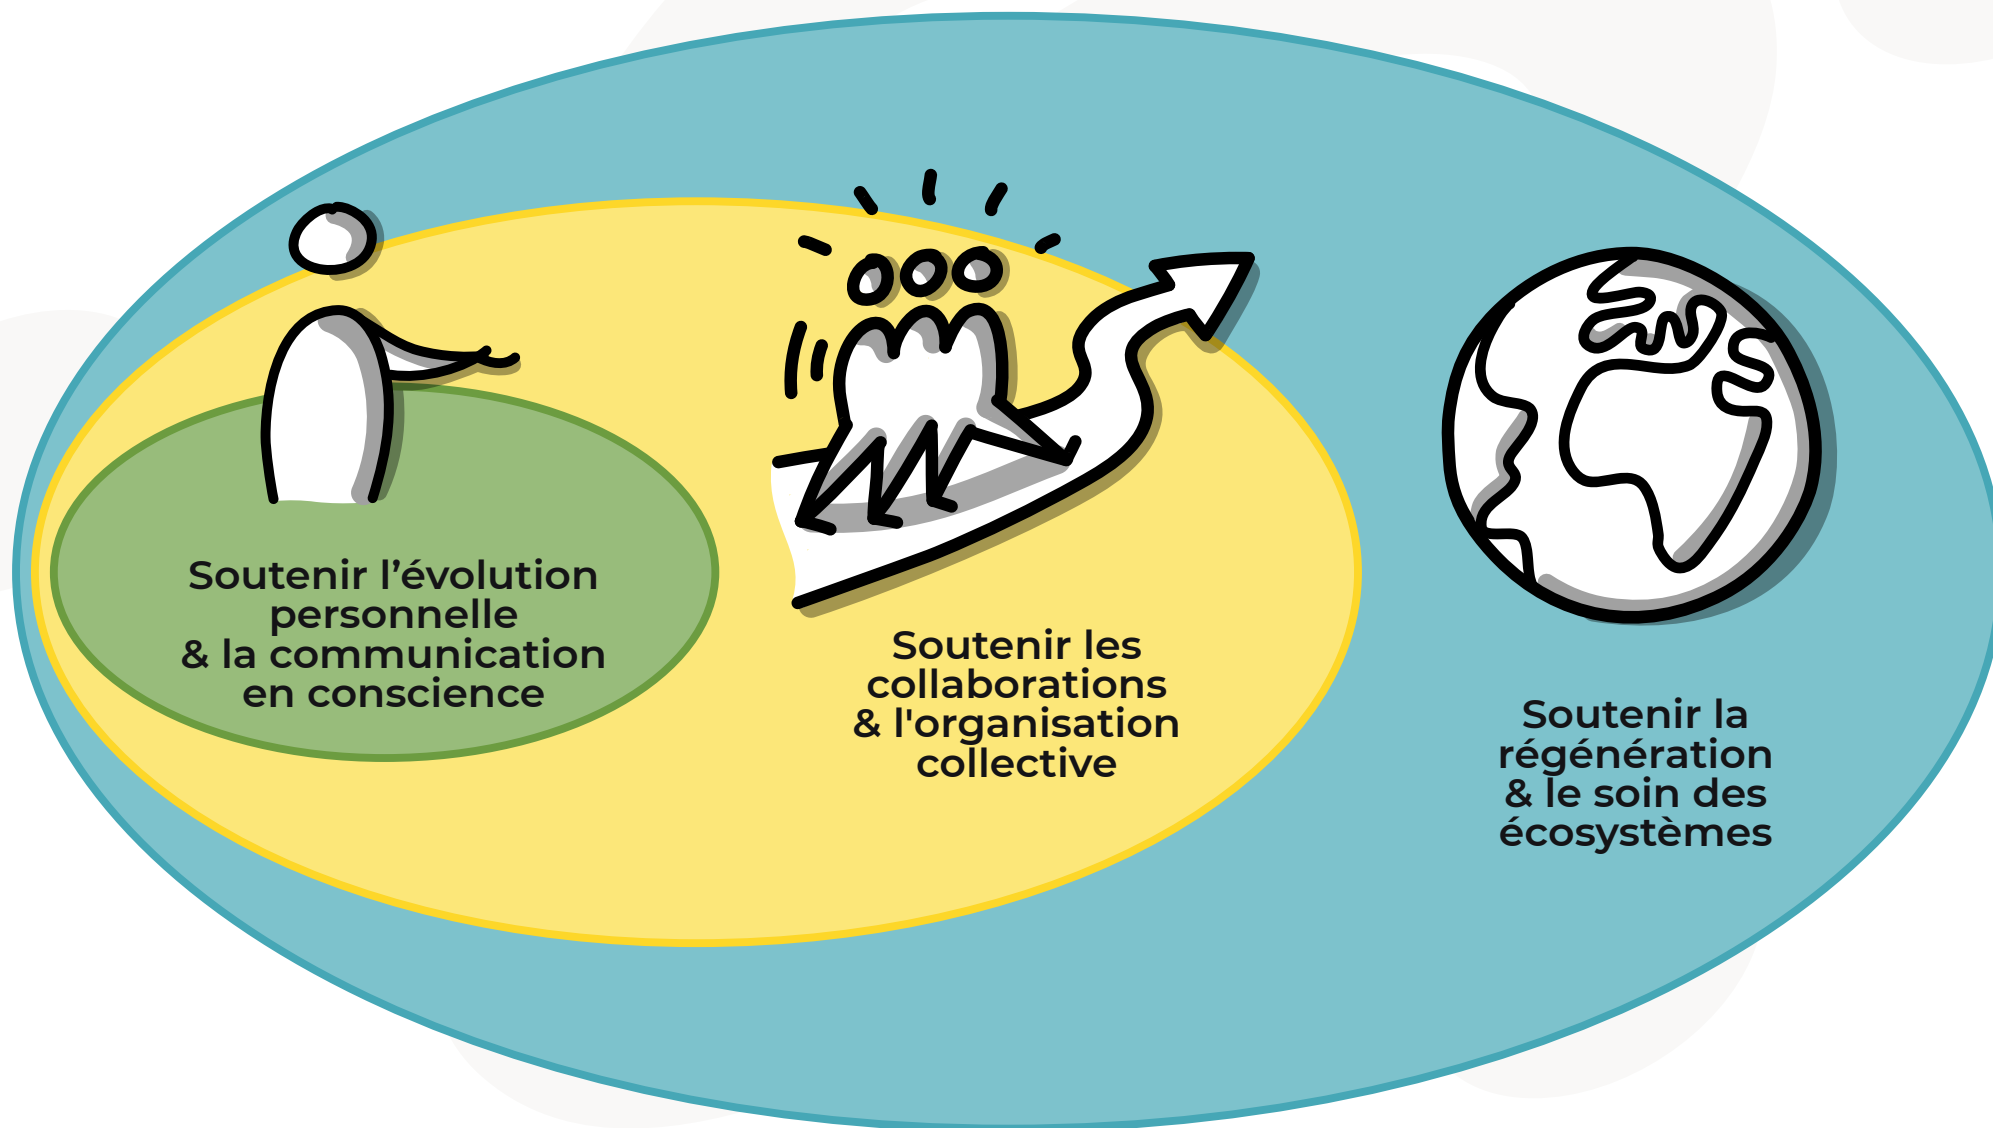 Soutenir l’évolution
personnelle
& la communication
en conscience
Soutenir les
collaborations
& l'organisation
collective
Soutenir la
régénération
& le soin des
écosystèmes